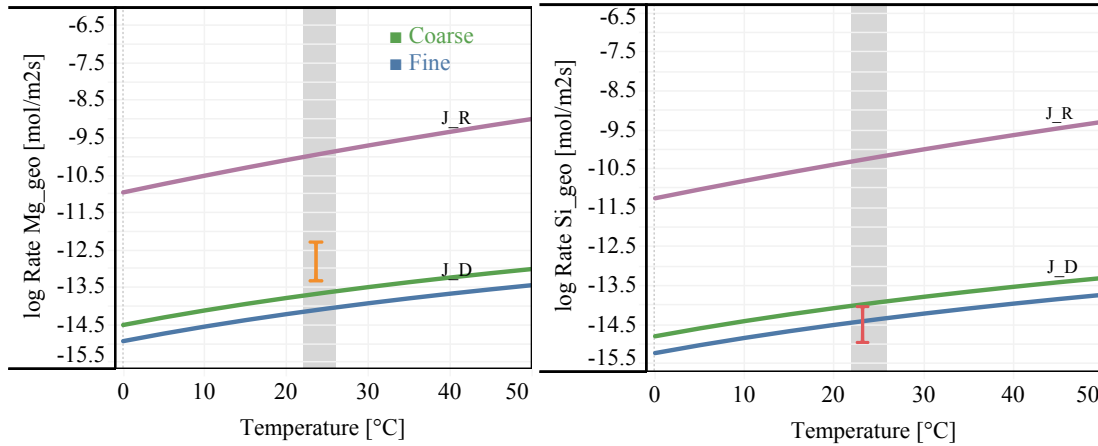 log Rate Mg_geo [mol/m2s]
-6.5
-7.5
-8.5
-9.5
-10.5
-11.5
-12.5
-13.5
-14.5
-15.5
Coarse
Fine
J_R
J_D
0 10 20 30 40 50
Temperature [°C]
log Rate Si_geo [mol/m2s]
-6.5
-7.5
-8.5
-9.5
-10.5
-11.5
-12.5
-13.5
-14.5
-15.5
J_R
J_D
0 10 20 30 40 50
Temperature [°C]